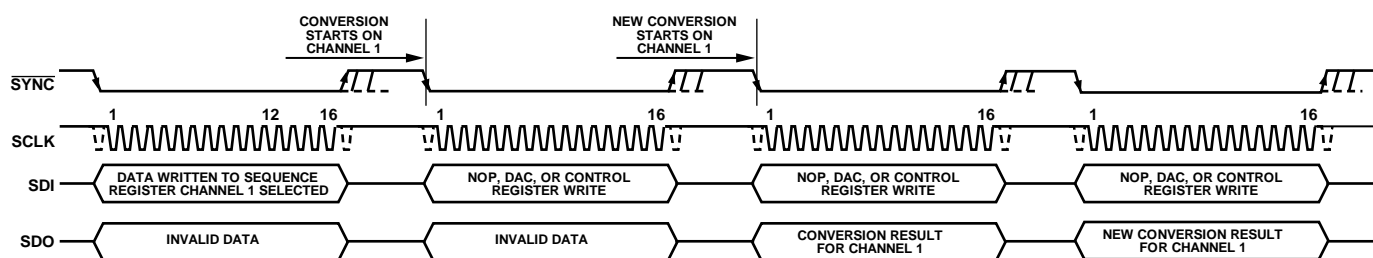 CONVERSION
STARTS ON
CHANNEL 1
NEW CONVERSION
STARTS ON
CHANNEL 1
SYNC
1 12 16 1 16 1 16 1 16
SCLK
SDI
DATA WRITTEN TO SEQUENCE
REGISTER CHANNEL 1 SELECTED
NOP, DAC, OR CONTROL
REGISTER WRITE
NOP, DAC, OR CONTROL
REGISTER WRITE
NOP, DAC, OR CONTROL
REGISTER WRITE
SDO
INVALID DATA
INVALID DATA
CONVERSION RESULT
FOR CHANNEL 1
NEW CONVERSION RESULT
FOR CHANNEL 1